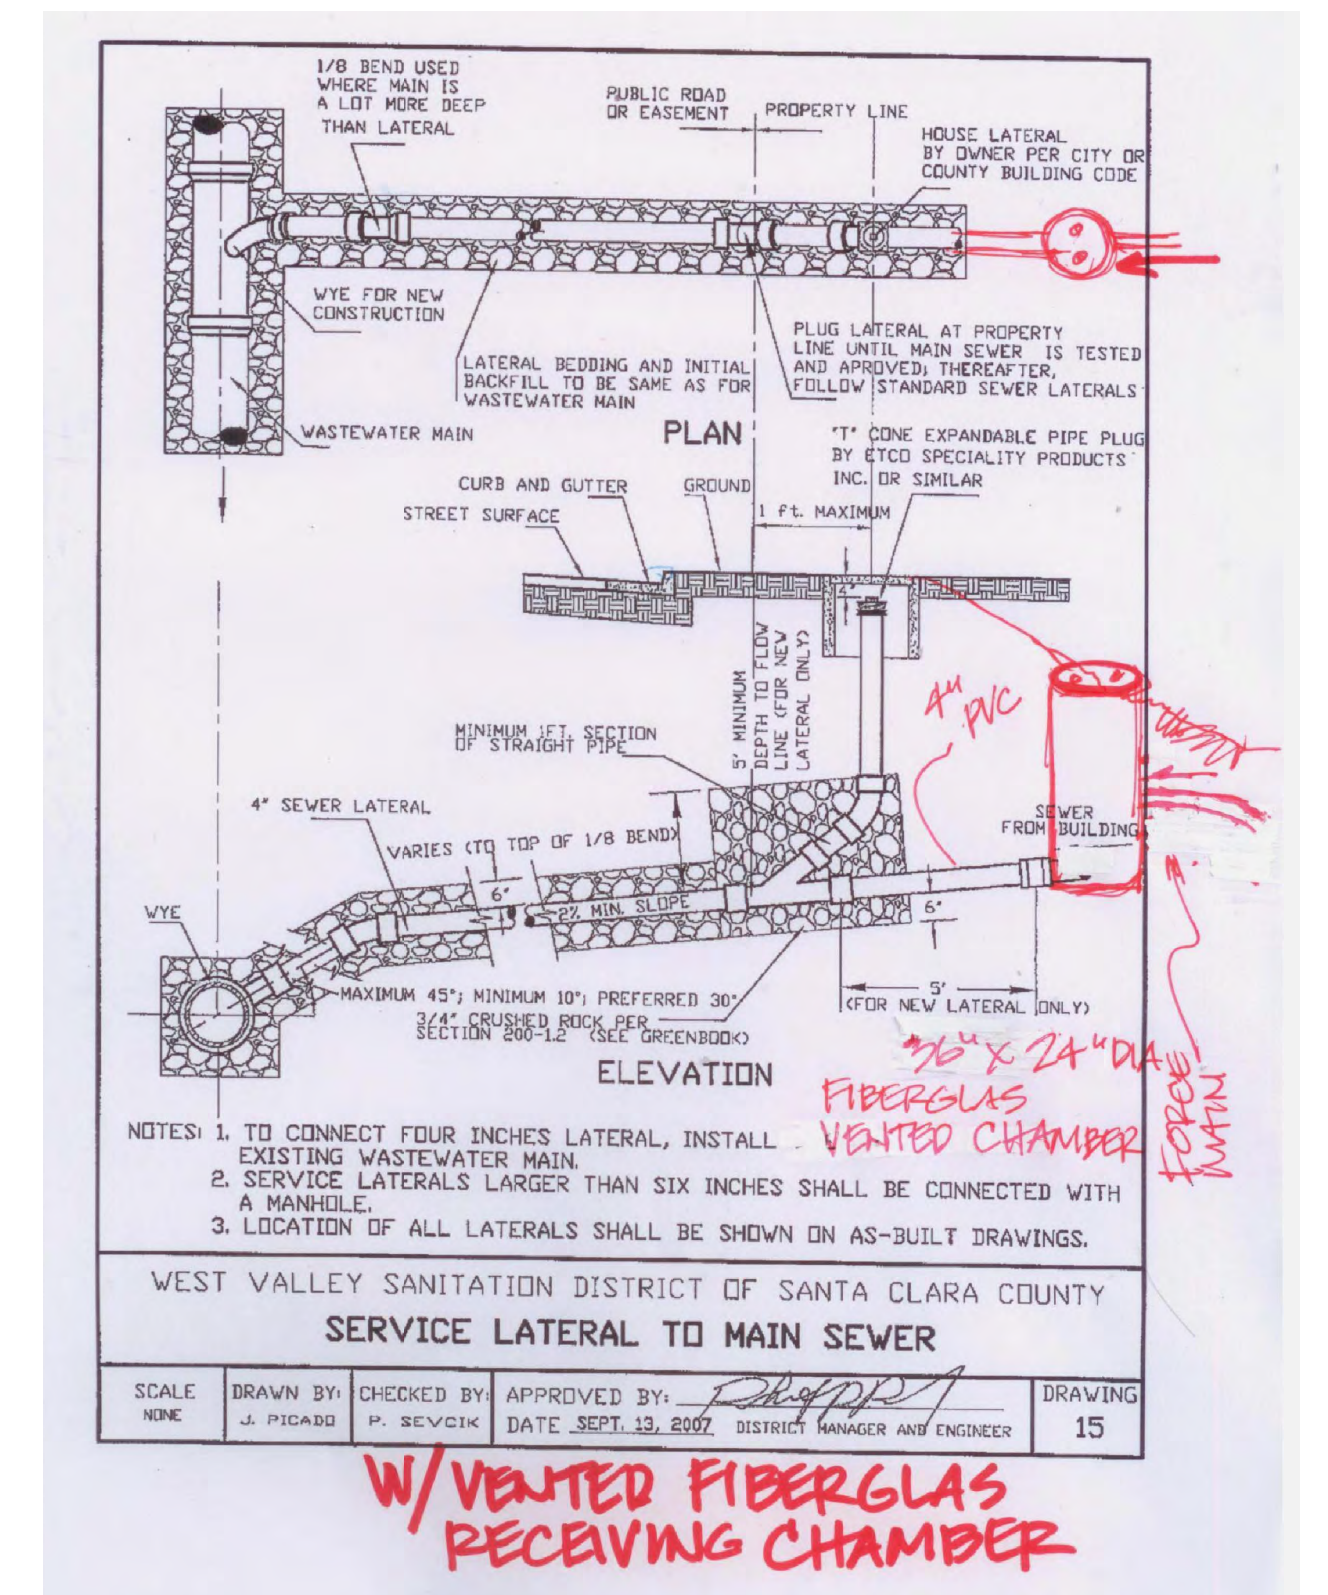 1/8 BEND USED
WHERE MAIN IS
A LOT MORE DEEP
THAN LATERAL
PUBLIC ROAD
OR EASEMENT
PROPERTY LINE
HOUSE LATERAL
BY OWNER PER CITY OR
COUNTY BUILDING CODE
WYE FOR NEW
CONSTRUCTION
LATERAL BEDDING AND INITIAL
BACKFILL TO BE SAME AS FOR
WASTEWATER MAIN
PLUG LATERAL AT PROPERTY
LINE UNTIL MAIN SEWER IS TESTED
AND APROVED; THEREAFTER,
FOLLOW STANDARD SEWER LATERALS
WASTEWATER MAIN
PLAN
"T" CONE EXPANDABLE PIPE PLUG
BY ETCO SPECIALITY PRODUCTS
INC. OR SIMILAR
CURB AND GUTTER
GROUND
STREET SURFACE
1 ft. MAXIMUM
4"
5' MINIMUM
DEPTH TO FLOW
LINE (FOR NEW
LATERAL ONLY)
4" PVC
MINIMUM 1FT. SECTION
OF STRAIGHT PIPE
4" SEWER LATERAL
VARIES (TO TOP OF 1/8 BEND)
SEWER
FROM BUILDING
6"
2% MIN. SLOPE
6"
WYE
MAXIMUM 45°; MINIMUM 10°; PREFERRED 30°
5'
(FOR NEW LATERAL ONLY)
3/4" CRUSHED ROCK PER
SECTION 200-1.2 (SEE GREENBOOK)
ELEVATION
36" X 24" DIA
FIBERGLAS
VENTED CHAMBER
FORCE
MAIN
NOTES: 1. TO CONNECT FOUR INCHES LATERAL, INSTALL
EXISTING WASTEWATER MAIN.
2. SERVICE LATERALS LARGER THAN SIX INCHES SHALL BE CONNECTED WITH
A MANHOLE.
3. LOCATION OF ALL LATERALS SHALL BE SHOWN ON AS-BUILT DRAWINGS.
WEST VALLEY SANITATION DISTRICT OF SANTA CLARA COUNTY
SERVICE LATERAL TO MAIN SEWER
SCALE
NONE
DRAWN BY:
J. PICADO
CHECKED BY:
P. SEVCIK
APPROVED BY:
DATE SEPT. 13, 2007 DISTRICT MANAGER AND ENGINEER
DRAWING
15
W/VENTED FIBERGLAS
RECEIVING CHAMBER